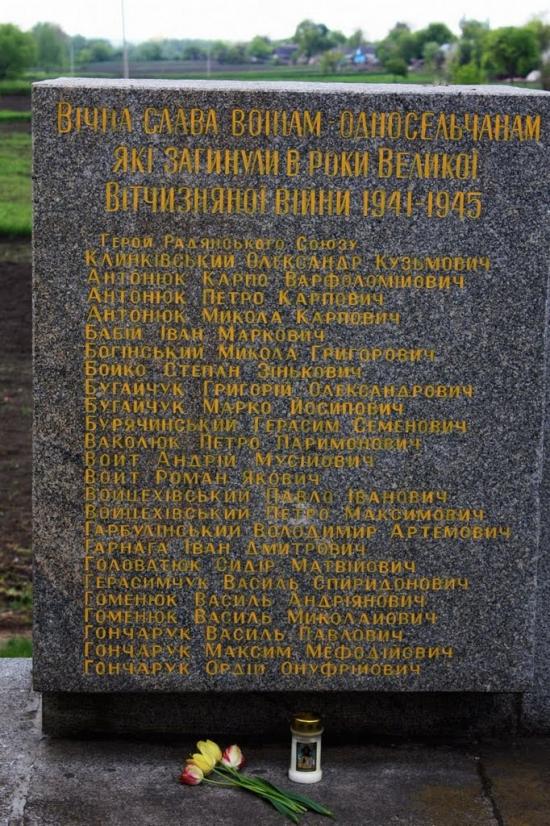 Вічна слава воїнам-односельчанам
які загинули в роки Великої
Вітчизняної війни 1941-1945
Герой Радянського Союзу
Клинківський Олександр Кузьмович
Антонюк Карпо Варфоломійович
Антонюк Петро Карпович
Антонюк Микола Карпович
Бабій Іван Маркович
Богінський Микола Григорович
Бойко Степан Зінькович
Бугайчук Григорій Олександрович
Бугайчук Марко Йосипович
Бурячинський Герасим Семенович
Ваколюк Петро Паримонович
Войт Андрій Мусійович
Войт Роман Якович
Войцехівський Павло Іванович
Войцехівський Петро Максимович
Гарбулінський Володимир Артемович
Гарнага Іван Дмитрович
Головатюк Сидір Матвійович
Герасимчук Василь Спиридонович
Гоменюк Василь Андріянович
Гоменюк Василь Миколайович
Гончарук Василь Павлович
Гончарук Максим Мефодійович
Гончарук Ордій Онуфрійович